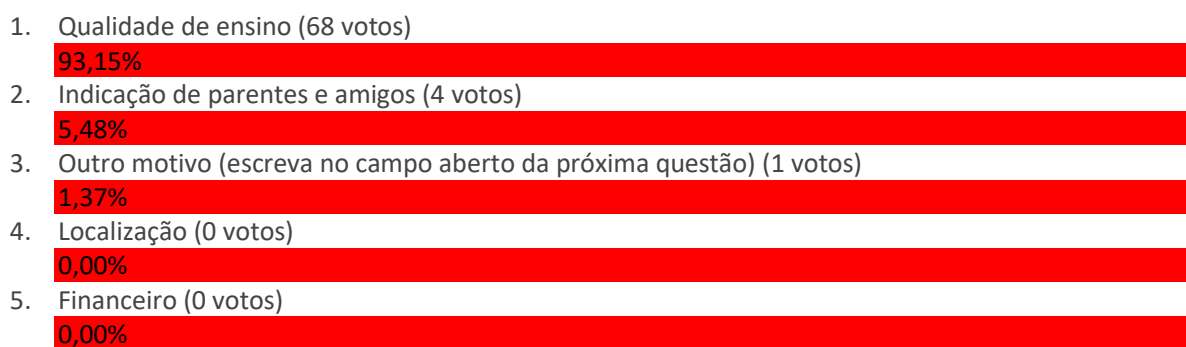 1. Qualidade de ensino (68 votos)
93,15%
2. Indicação de parentes e amigos (4 votos)
5,48%
3. Outro motivo (escreva no campo aberto da próxima questão) (1 votos)
1,37%
4. Localização (0 votos)
0,00%
5. Financeiro (0 votos)
0,00%